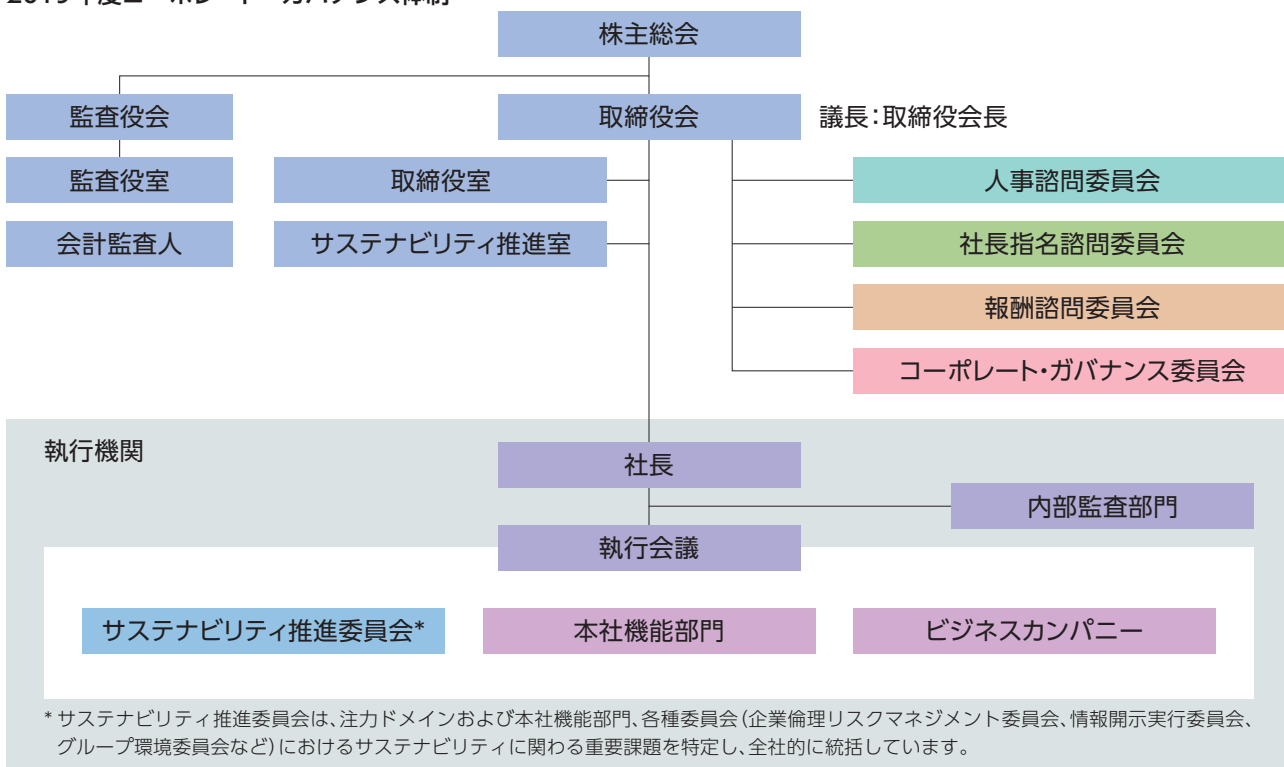 株主総会
監査役会
取締役会
議長：取締役会長
監査役室
取締役室
人事諮問委員会
会計監査人
サステナビリティ推進室
社長指名諮問委員会
報酬諮問委員会
コーポレート・ガバナンス委員会
執行機関
社長
内部監査部門
執行会議
サステナビリティ推進委員会*
本社機能部門
ビジネスカンパニー
* サステナビリティ推進委員会は、注力ドメインおよび本社機能部門、各種委員会（企業倫理リスクマネジメント委員会、情報開示実行委員会、
グループ環境委員会など）におけるサステナビリティに関わる重要課題を特定し、全社的に統括しています。